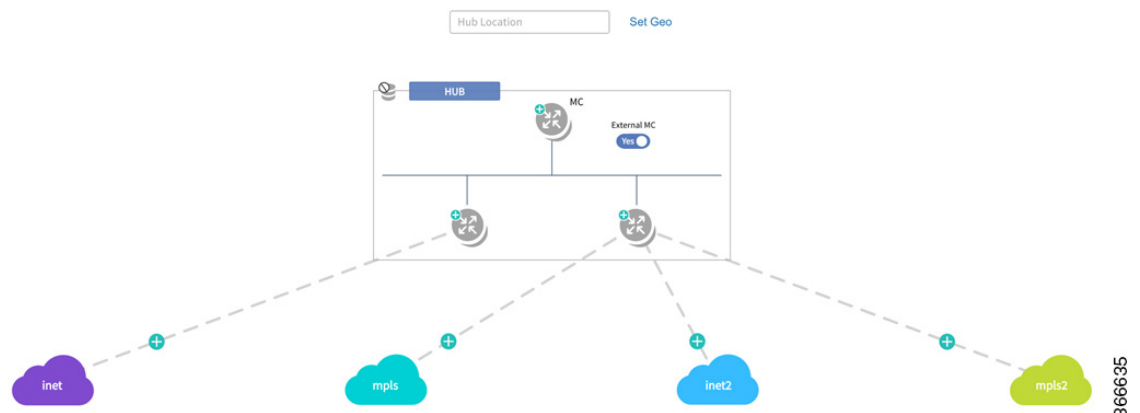 Hub Location
Set Geo
HUB
MC
External MC
Yes
inet
mpls
inet2
mpls2
366635